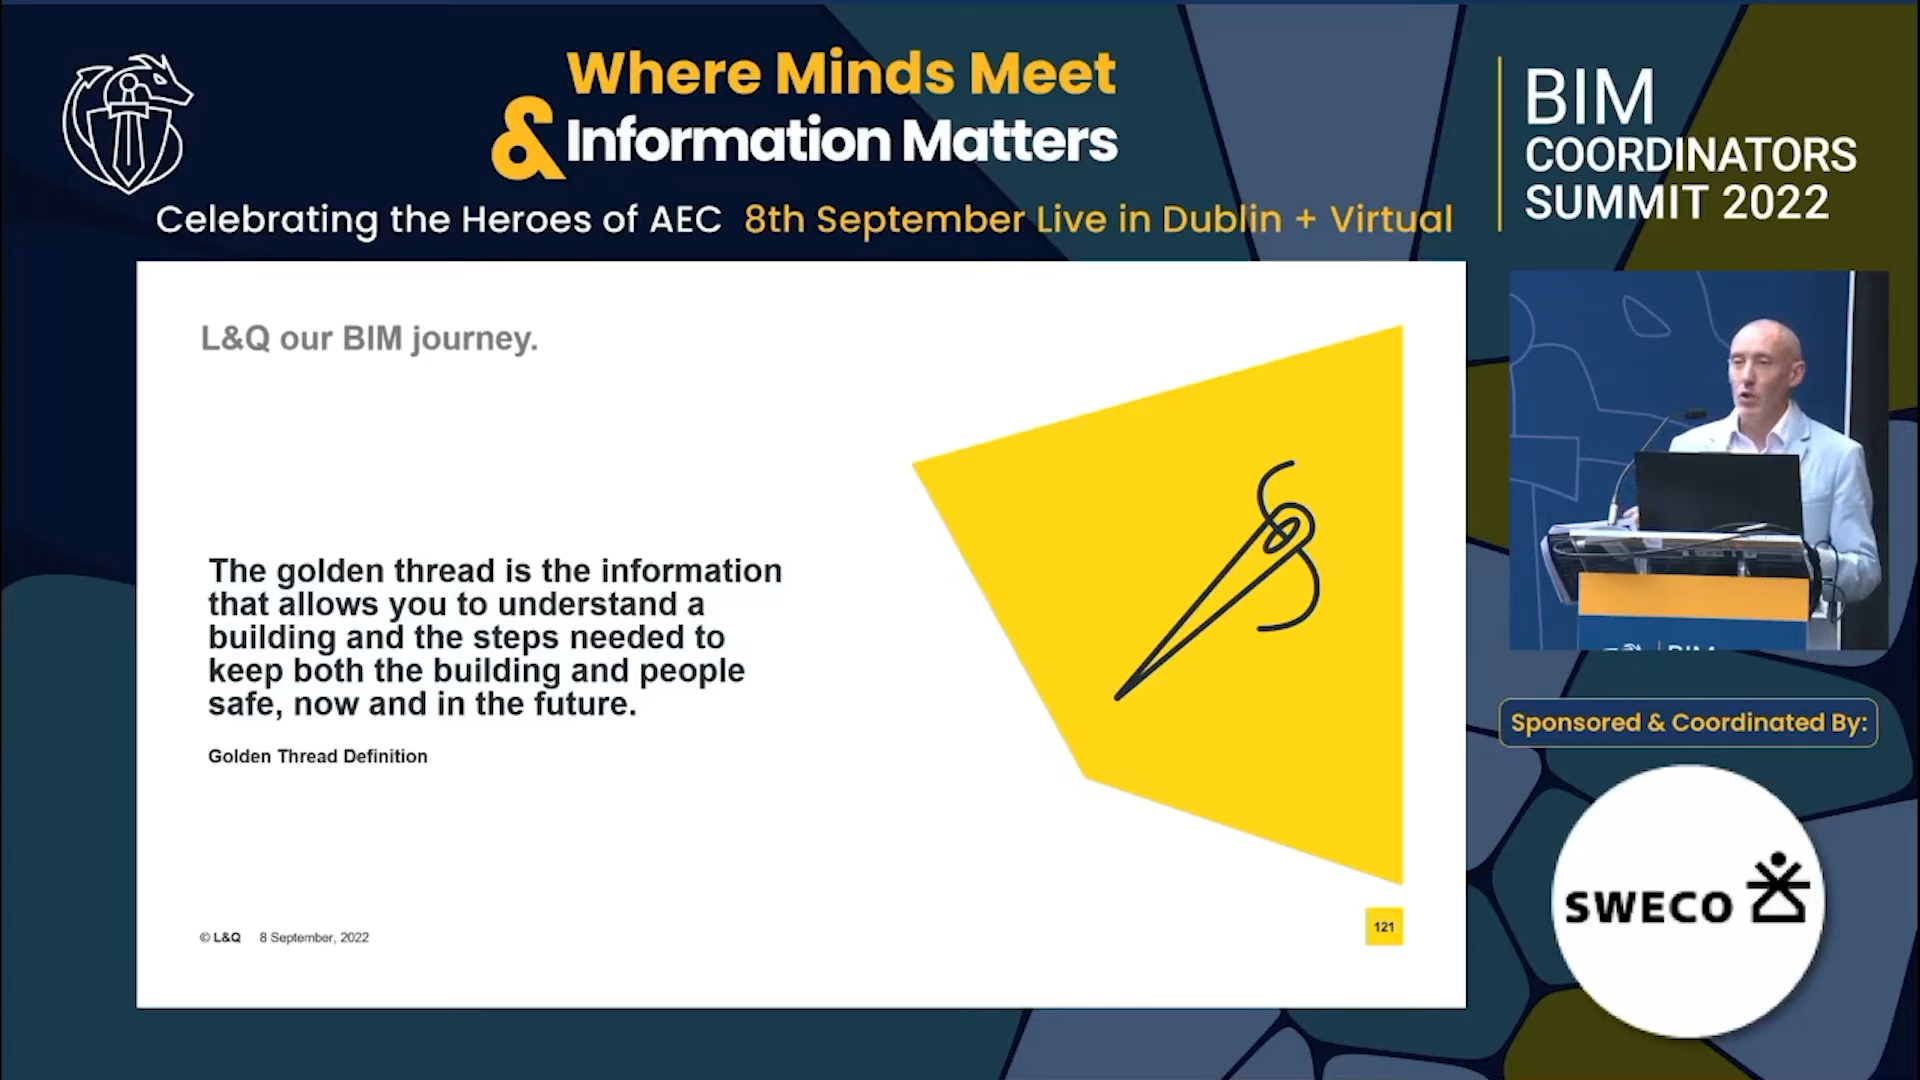 Where Minds Meet
& Information Matters
Celebrating the Heroes of AEC 8th September Live in Dublin + Virtual
BIM
COORDINATORS
SUMMIT 2022
L&Q our BIM journey.
The golden thread is the information
that allows you to understand a
building and the steps needed to
keep both the building and people
safe, now and in the future.
Golden Thread Definition
© L&Q 8 September, 2022
121
BIM
Sponsored & Coordinated By:
SWECO